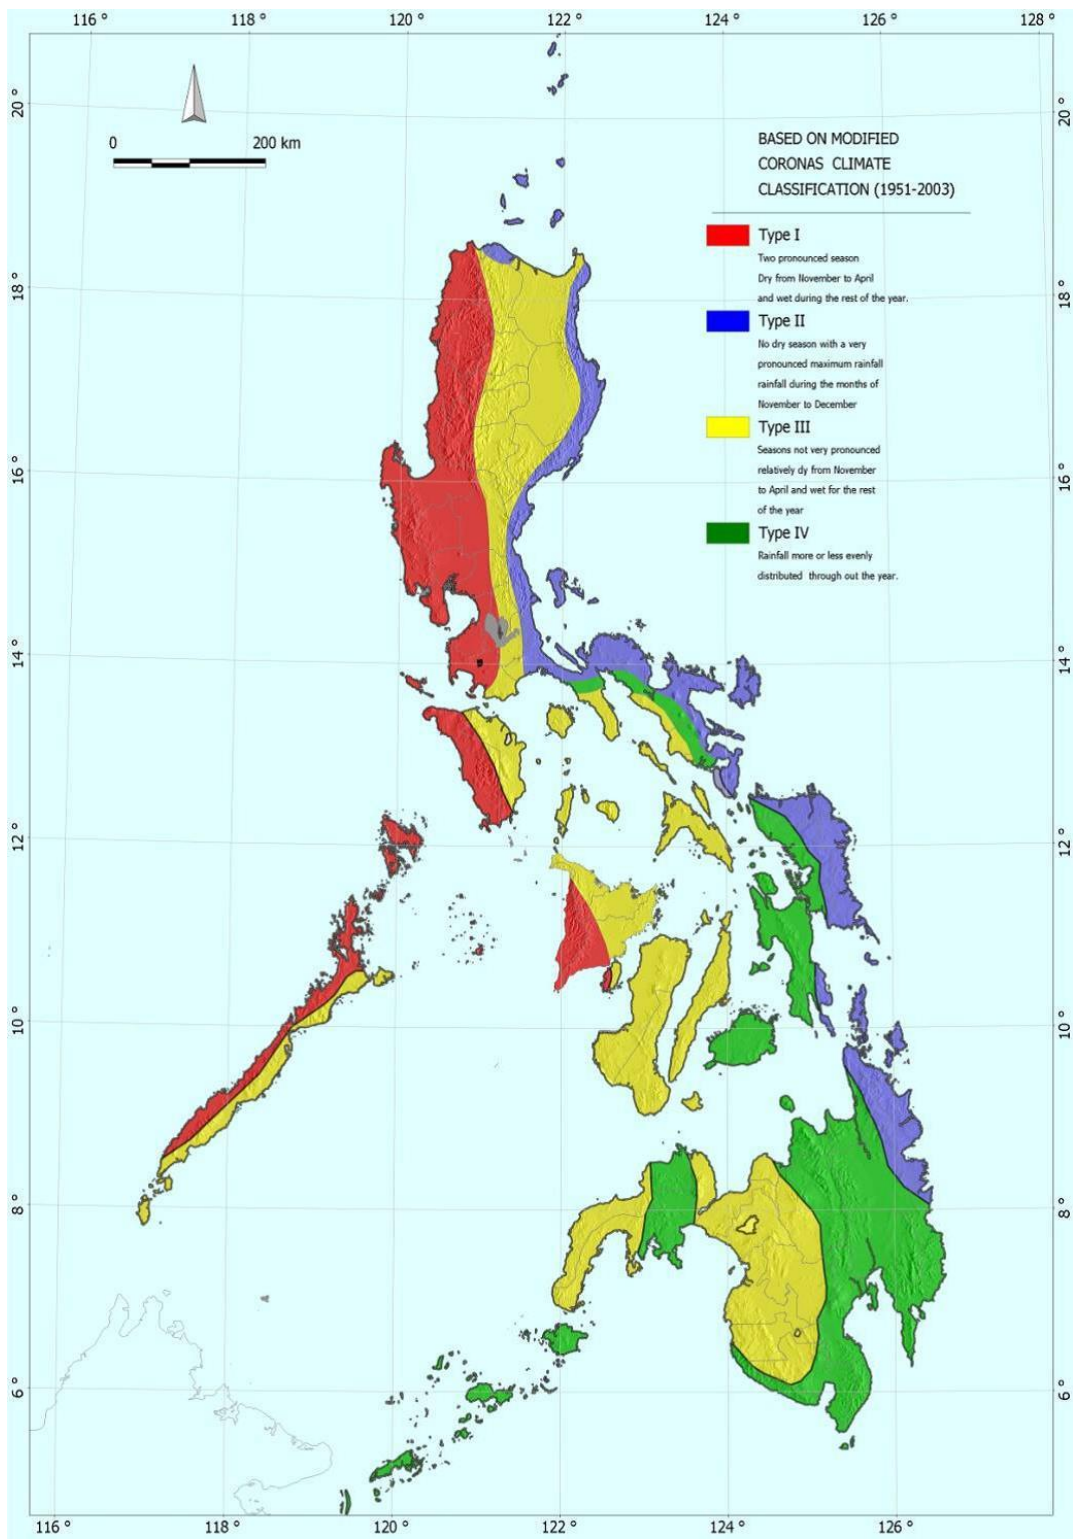 116 ° 118 ° 120 ° 122 ° 124 ° 126 ° 128 °
20 ° 20 °
0 200 km
BASED ON MODIFIED
CORONAS CLIMATE
CLASSIFICATION (1951-2003)
Type I
Two pronounced season
Dry from November to April
and wet during the rest of the year.
18 ° 18 °
Type II
No dry season with a very
pronounced maximum rainfall
rainfall during the months of
November to December
Type III
Seasons not very pronounced
relatively dy from November
to April and wet for the rest
of the year
16 ° 16 °
Type IV
Rainfall more or less evenly
distributed through out the year.
14 ° 14 °
12 ° 12 °
10 ° 10 °
8 ° 8 °
6 ° 6 °
116 ° 118 ° 120 ° 122 ° 124 ° 126 °